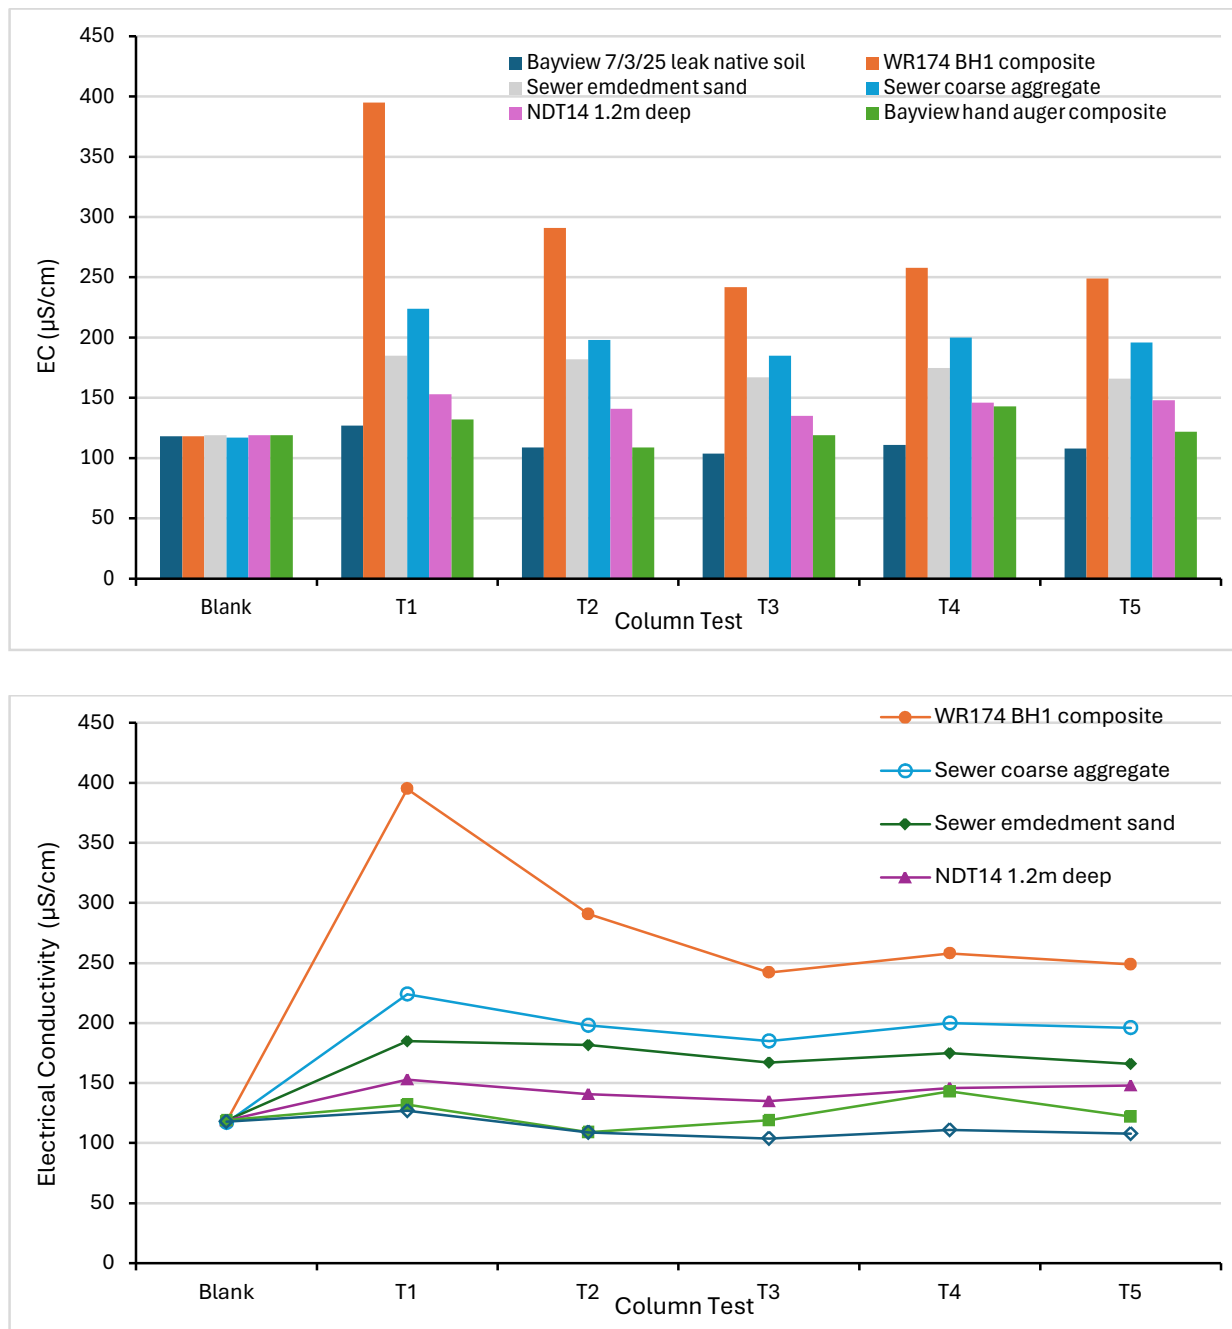 450
400
350
300
250
200
150
100
50
0
EC (µS/cm)
Bayview 7/3/25 leak native soil
WR174 BH1 composite
Sewer emdedment sand
Sewer coarse aggregate
NDT14 1.2m deep
Bayview hand auger composite
Blank T1 T2 T3 T4 T5
Column Test
450
400
350
300
250
200
150
100
50
0
Electrical Conductivity (µS/cm)
WR174 BH1 composite
Sewer coarse aggregate
Sewer emdedment sand
NDT14 1.2m deep
Blank T1 T2 T3 T4 T5
Column Test